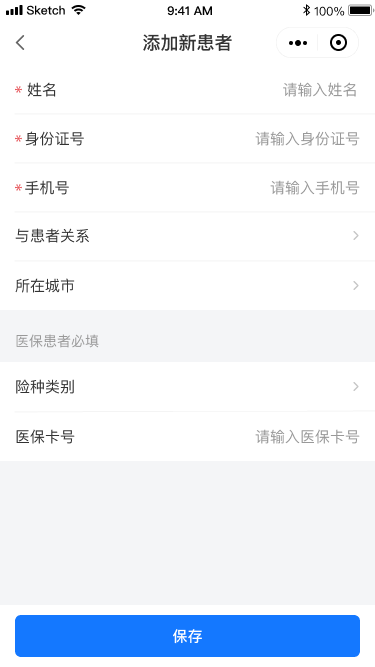 Sketch 9:41 AM 100%
添加新患者
* 姓名 请输入姓名
* 身份证号 请输入身份证号
* 手机号 请输入手机号
与患者关系
所在城市
医保患者必填
险种类别
医保卡号 请输入医保卡号
保存